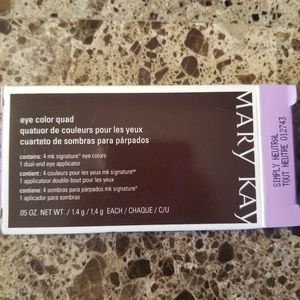 eye color quad
quatuor de couleurs pour les yeux
cuarteto de sombras para párpados
contains: 4 mk signature® eye colors
1 dual-end eye applicator
contient : 4 couleurs pour les yeux mk signature
1 applicateur double-bout pour les yeux
contiene: 4 sombras para párpados mk signature
1 aplicador para sombras
.05 OZ. NET WT. / 1.4 g / 1,4 g EACH / CHAQUE / C/U
MARY KAY
SIMPLY NEUTRAL
TOUT NEUTRE 012743